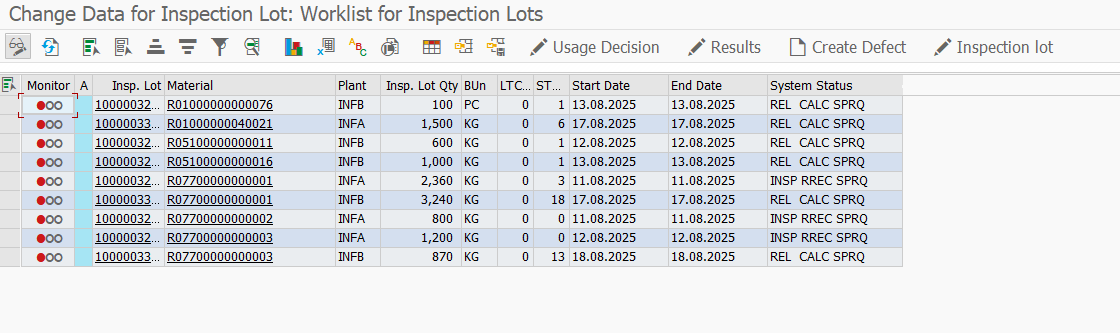 Change Data for Inspection Lot: Worklist for Inspection Lots
Usage Decision Results Create Defect Inspection lot
Monitor A Insp. Lot Material Plant Insp. Lot Qty BUn LTC... ST... Start Date End Date System Status
10000032... R01000000000076 INFB 100 PC 0 1 13.08.2025 13.08.2025 REL CALC SPRQ
10000033... R01000000040021 INFA 1,500 KG 0 6 17.08.2025 17.08.2025 REL CALC SPRQ
10000032... R05100000000011 INFB 600 KG 0 1 12.08.2025 12.08.2025 REL CALC SPRQ
10000032... R05100000000016 INFB 1,000 KG 0 1 13.08.2025 13.08.2025 REL CALC SPRQ
10000032... R07700000000001 INFA 2,360 KG 0 3 11.08.2025 11.08.2025 INSP RREC SPRQ
10000033... R07700000000001 INFB 3,240 KG 0 18 17.08.2025 17.08.2025 REL CALC SPRQ
10000032... R07700000000002 INFA 800 KG 0 0 11.08.2025 11.08.2025 INSP RREC SPRQ
10000032... R07700000000003 INFA 1,200 KG 0 0 12.08.2025 12.08.2025 INSP RREC SPRQ
10000033... R07700000000003 INFB 870 KG 0 13 18.08.2025 18.08.2025 REL CALC SPRQ